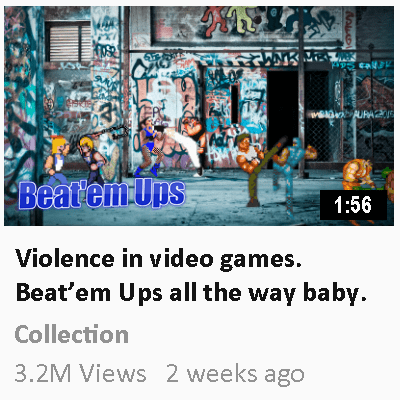 Beat'em Ups
1:56
Violence in video games.
Beat’em Ups all the way baby.
Collection
3.2M Views 2 weeks ago